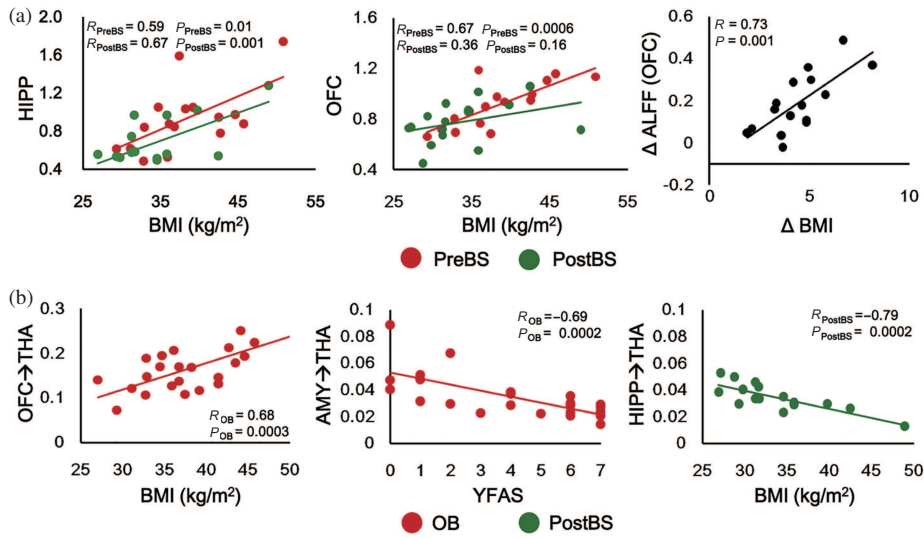 (a)
R_PreBS = 0.59 P_PreBS = 0.01
R_PostBS = 0.67 P_PostBS = 0.001
HIPP
1.6
2.0
1.2
0.8
0.4
25 35 45 55
BMI (kg/m²)
R_PreBS = 0.67 P_PreBS = 0.0006
R_PostBS = 0.36 P_PostBS = 0.16
OFC
2.0
1.6
1.2
0.8
0.4
25 35 45 55
BMI (kg/m²)
R = 0.73
P = 0.001
Δ ALFF (OFC)
0.6
0.4
0.2
0
-0.2
0 5 10
Δ BMI
PreBS PostBS
(b)
OFC→THA
0.3
0.2
0.1
0
R_OB = 0.68
P_OB = 0.0003
25 30 35 40 45 50
BMI (kg/m²)
AMY→THA
0.1
0.08
0.06
0.04
0.02
0
R_OB=−0.69
P_OB = 0.0002
0 1 2 3 4 5 6 7
YFAS
HIPP→THA
0.1
0.08
0.06
0.04
0.02
0
R_PostBS=−0.79
P_PostBS= 0.0002
25 30 35 40 45 50
BMI (kg/m²)
OB PostBS